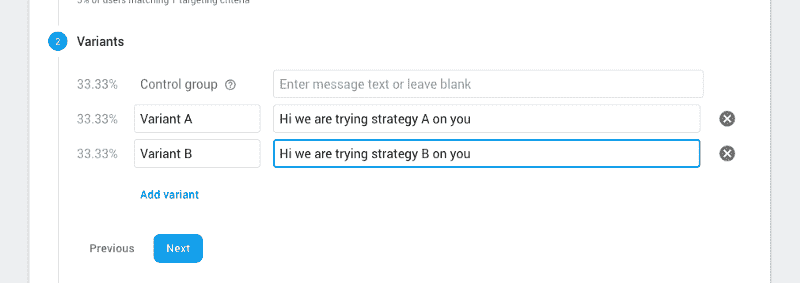 5% of users matching 1 targeting criteria
2 Variants
33.33% Control group ? Enter message text or leave blank
33.33% Variant A Hi we are trying strategy A on you
33.33% Variant B Hi we are trying strategy B on you
Add variant
Previous Next